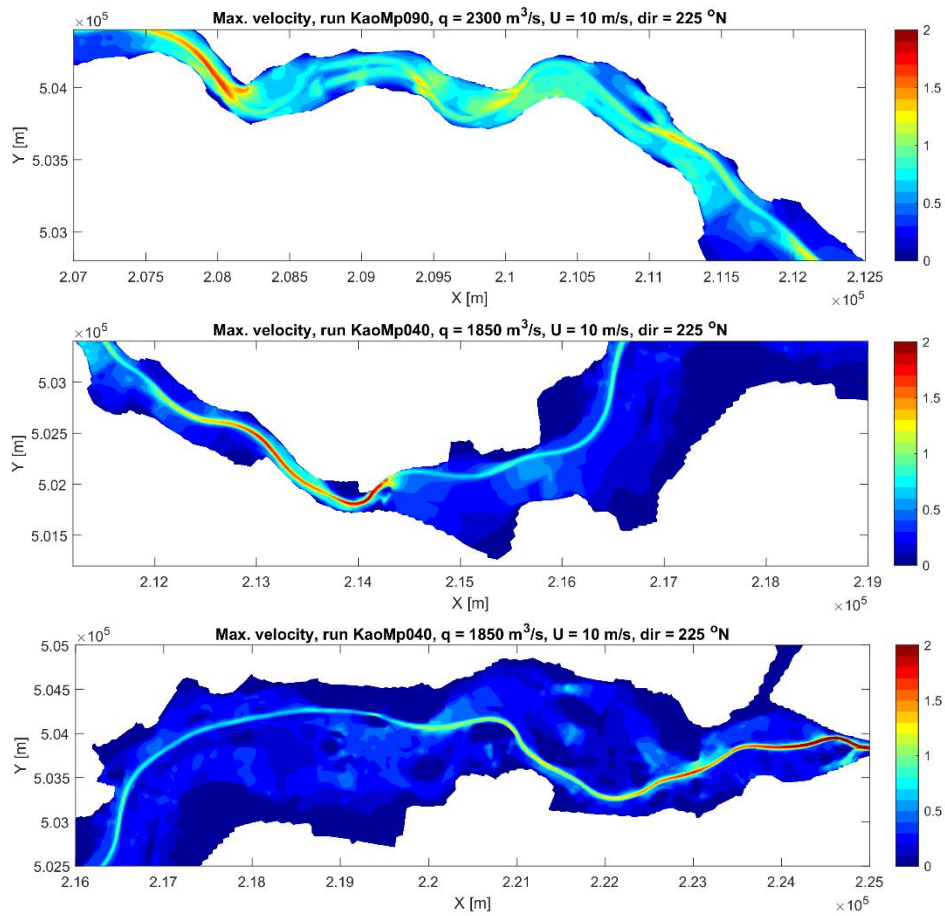 Max. velocity, run KaoMp090, q = 2300 m³/s, U = 10 m/s, dir = 225 °N
×10⁵
5.04
5.035
5.03
Y [m]
2.07 2.075 2.08 2.085 2.09 2.095 2.1 2.105 2.11 2.115 2.12 2.125
X [m]
×10⁵
2
1.5
1
0.5
0
Max. velocity, run KaoMp040, q = 1850 m³/s, U = 10 m/s, dir = 225 °N
×10⁵
5.03
5.025
5.02
5.015
Y [m]
2.12 2.13 2.14 2.15 2.16 2.17 2.18 2.19
X [m]
×10⁵
2
1.5
1
0.5
0
Max. velocity, run KaoMp040, q = 1850 m³/s, U = 10 m/s, dir = 225 °N
×10⁵
5.05
5.045
5.04
5.035
5.03
5.025
Y [m]
2.16 2.17 2.18 2.19 2.2 2.21 2.22 2.23 2.24 2.25
X [m]
×10⁵
2
1.5
1
0.5
0